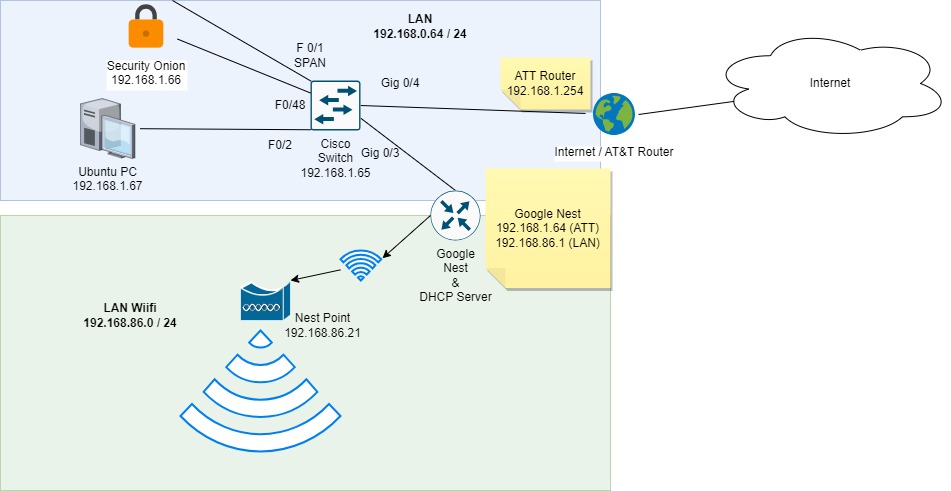 LAN
192.168.0.64 / 24
F 0/1
SPAN
Security Onion
192.168.1.66
Gig 0/4
ATT Router
192.168.1.254
Internet
F0/48
F0/2
Cisco
Switch
192.168.1.65
Gig 0/3
Internet / AT&T Router
Ubuntu PC
192.168.1.67
Google Nest
192.168.1.64 (ATT)
192.168.86.1 (LAN)
Google
Nest
&
DHCP Server
LAN Wiifi
192.168.86.0 / 24
Nest Point
192.168.86.21